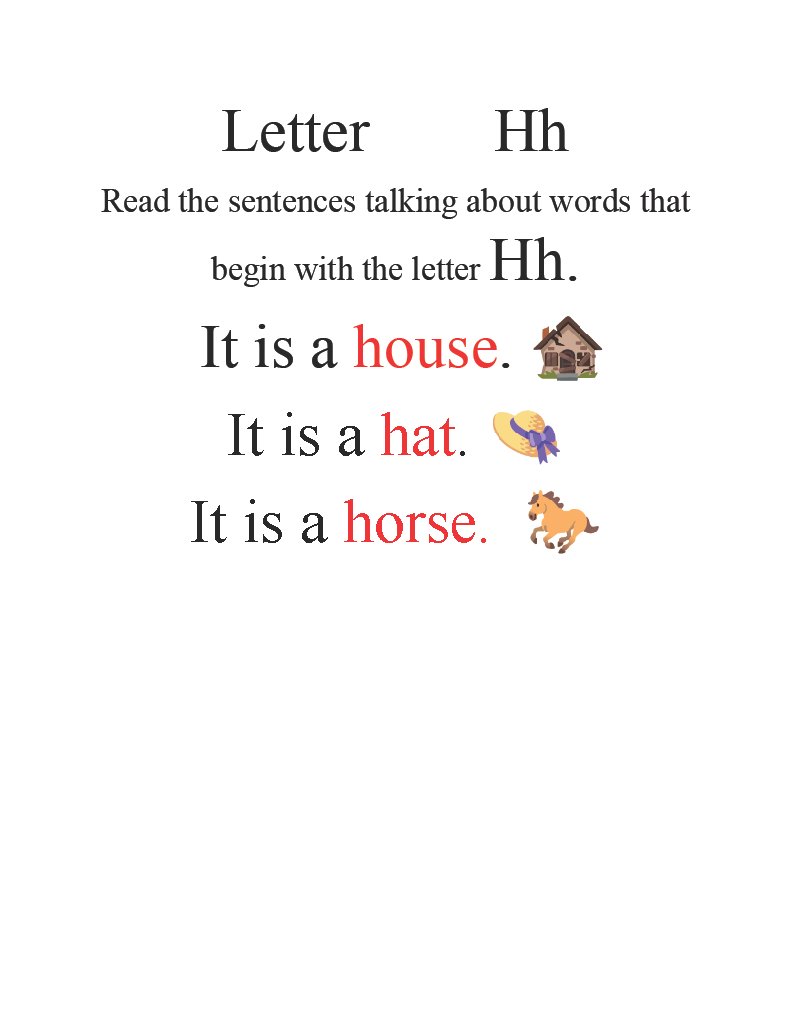 Letter Hh
Read the sentences talking about words that
begin with the letter Hh.
It is a house.
It is a hat.
It is a horse.